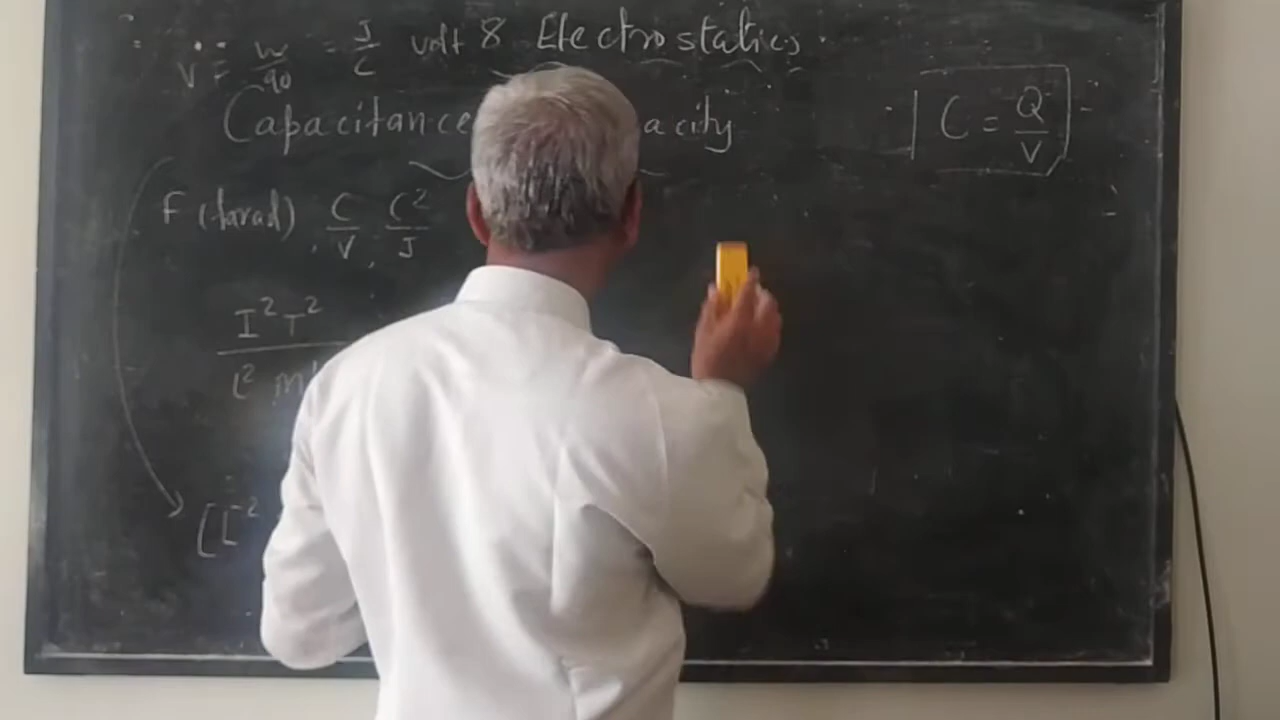 V = W/q0 = J/C volt 8 Electrostatics
Capacitance acity
C = Q/V
F (farad), C/V, C²/J
I²T²
L² M
[L⁻²